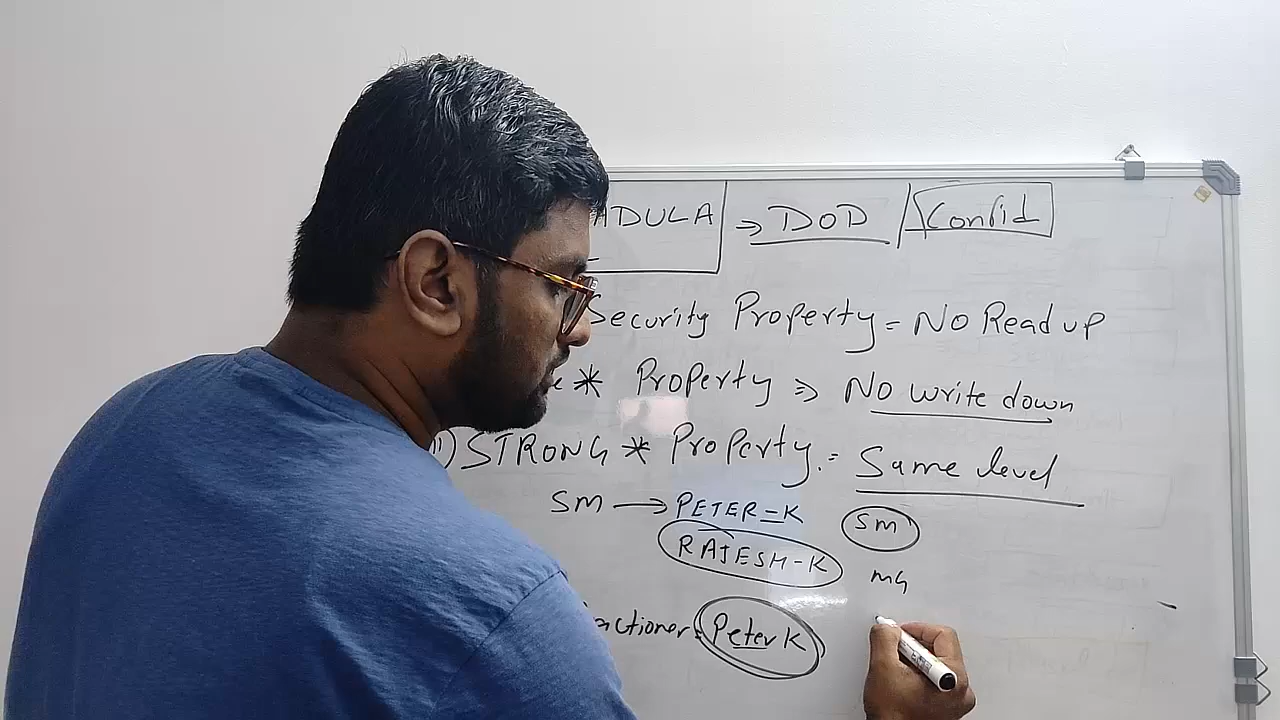 ADULA => DOD / Confid
Security Property = No Read up
* Property => No write down
) STRONG * Property. = Same level
SM → PETER = K SM
RAJESH - K MG
actioner = Peter K